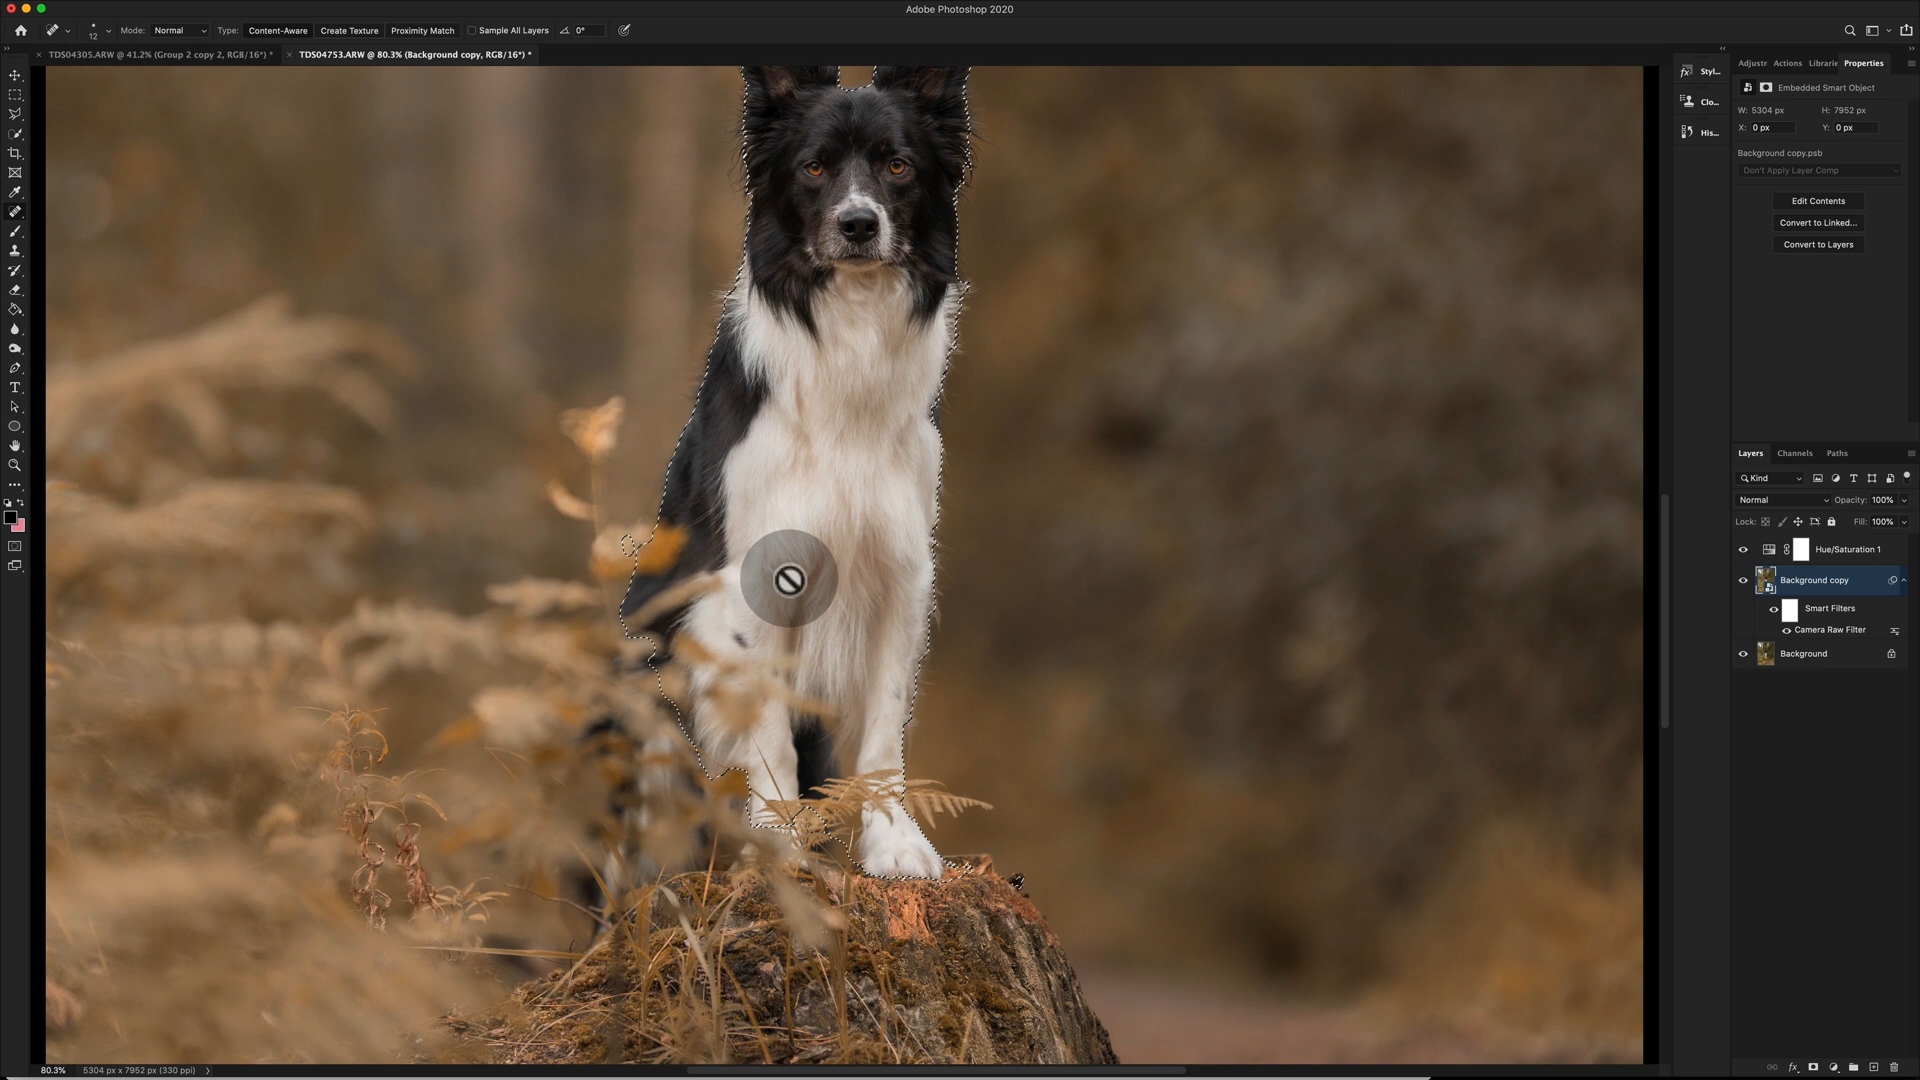 Adobe Photoshop 2020
12 Mode: Normal Type: Content-Aware Create Texture Proximity Match Sample All Layers 0°
TDS04305.ARW @ 41.2% (Group 2 copy 2, RGB/16*) * TDS04753.ARW @ 80.3% (Background copy, RGB/16*) *
fx Styl...
Clo...
His...
Adjustr Actions Librarie Properties
Embedded Smart Object
W: 5304 px H: 7952 px
X: 0 px Y: 0 px
Background copy.psb
Don't Apply Layer Comp
Edit Contents
Convert to Linked...
Convert to Layers
Layers Channels Paths
Kind
Normal Opacity: 100%
Lock: Fill: 100%
Hue/Saturation 1
Background copy
Smart Filters
Camera Raw Filter
Background
80.3% 5304 px x 7952 px (330 ppi)
fx